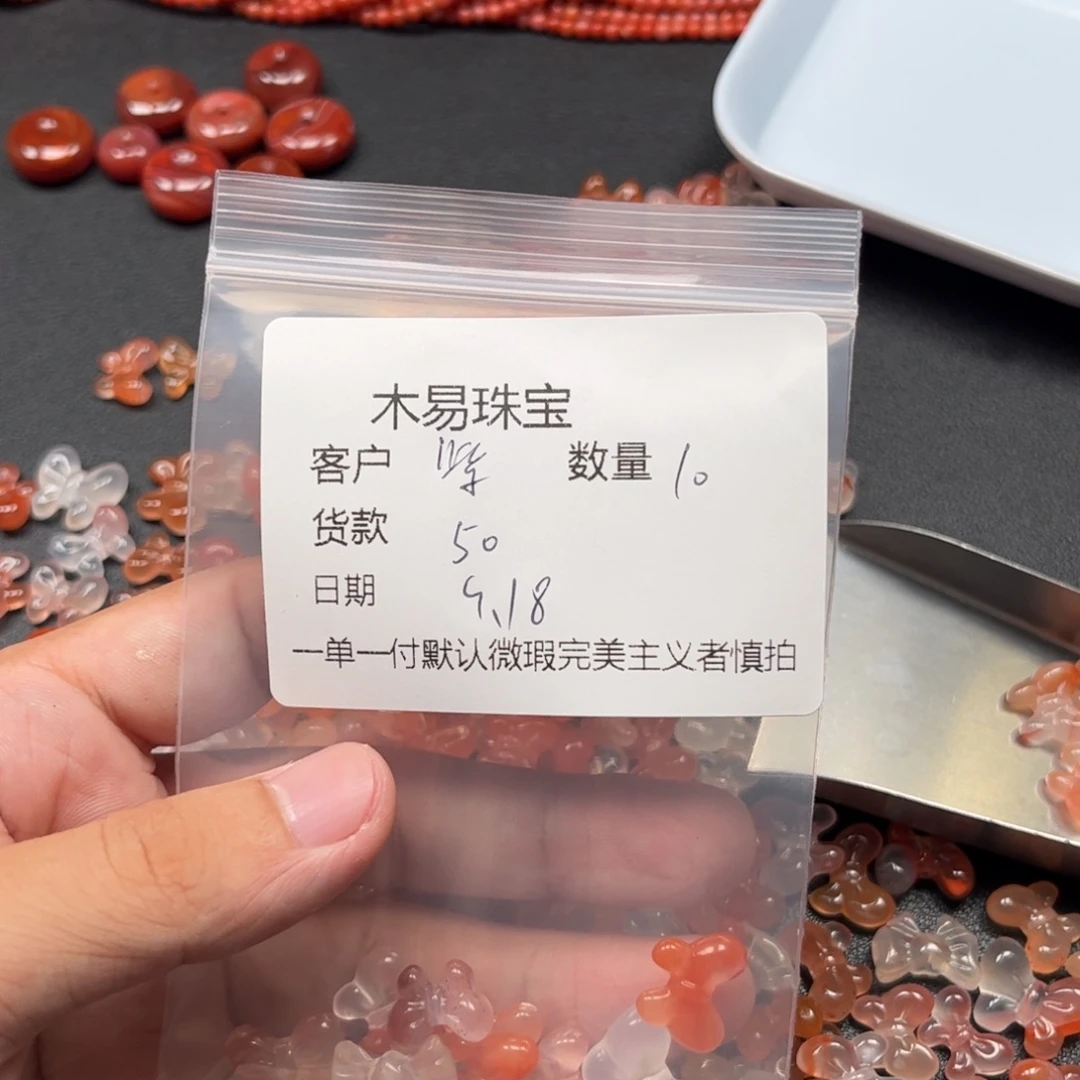 木易珠宝
客户 数量 10
货款 50
日期 9.18
一单一付默认微瑕完美主义者慎拍